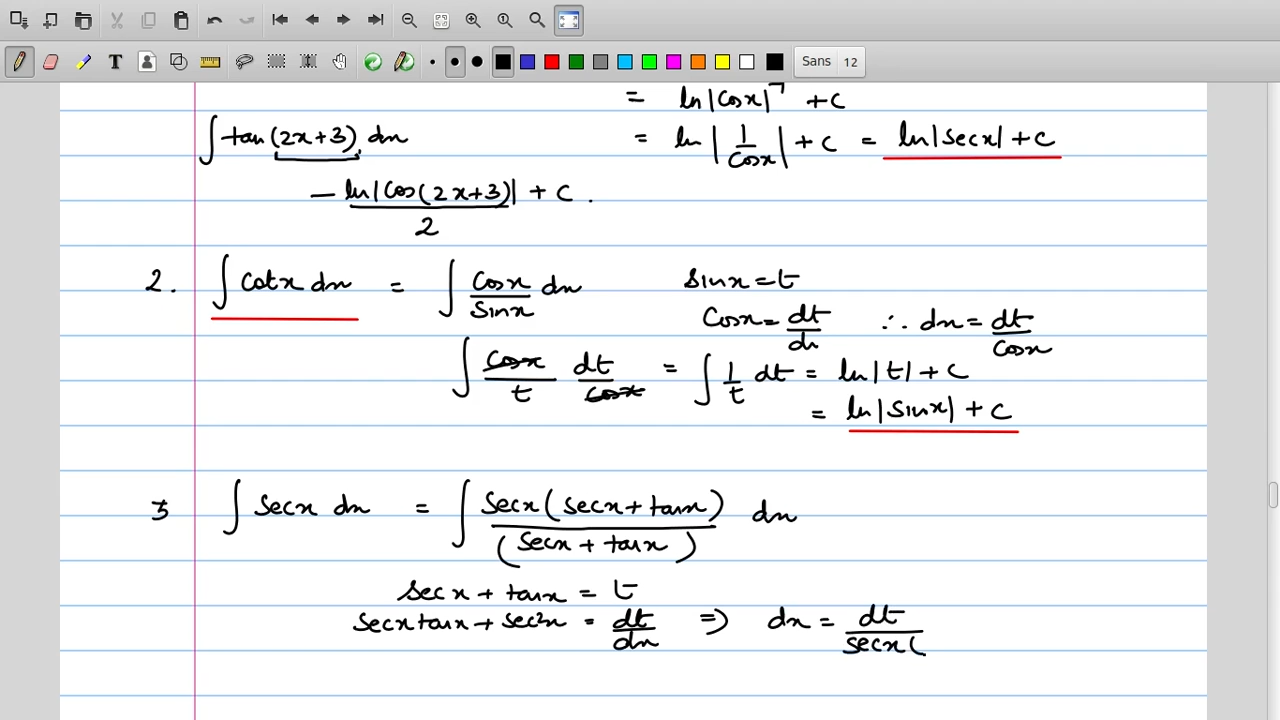 Sans 12
= ln|cosx|⁻¹ + c
∫ tan(2x+3) dx = ln|1/cosx| + c = ln|secx| + c
− ln|cos(2x+3)|/2 + c .
2. ∫ cotx dx = ∫ cosx/sinx dx sinx = t
cosx = dt/dx ∴ dx = dt/cosx
∫ cosx/t dt/cosx = ∫ 1/t dt = ln|t| + c
= ln|sinx| + c
3 ∫ secx dx = ∫ secx(secx + tanx)/(secx + tanx) dx
secx + tanx = t
secxtanx + sec²x = dt/dx ⇒ dx = dt/secx(